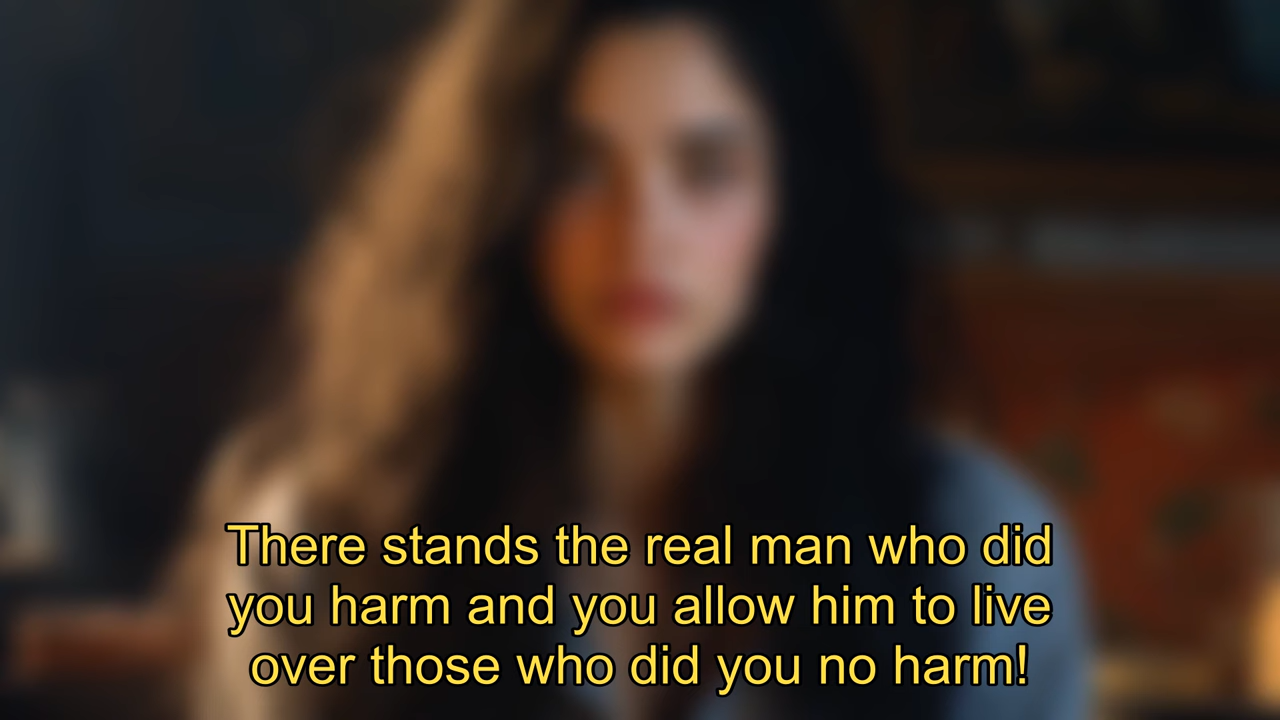 There stands the real man who did
you harm and you allow him to live
over those who did you no harm!